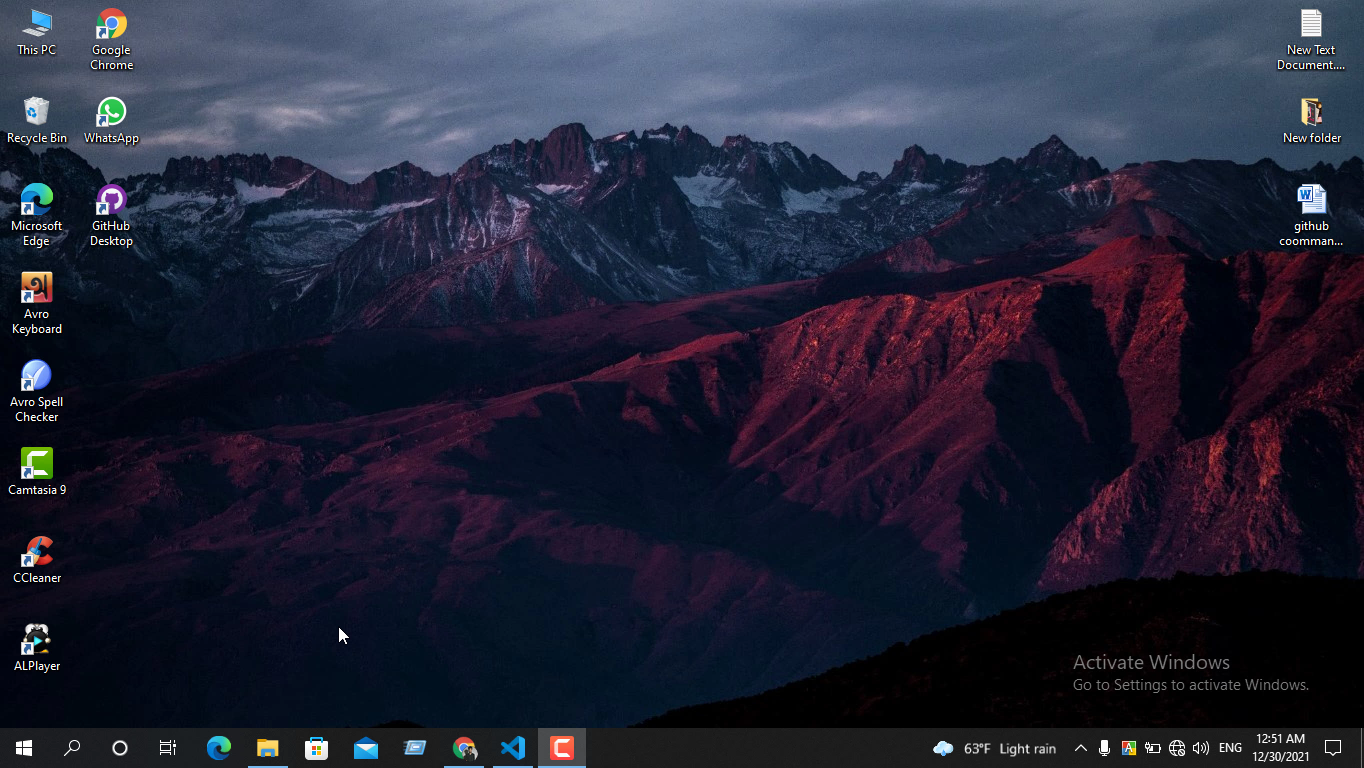 This PC
Google
Chrome
Recycle Bin
WhatsApp
Microsoft
Edge
GitHub
Desktop
Avro
Keyboard
Avro Spell
Checker
Camtasia 9
CCleaner
ALPlayer
New Text
Document....
New folder
github
coomman...
Activate Windows
Go to Settings to activate Windows.
63°F Light rain
ENG
12:51 AM
12/30/2021